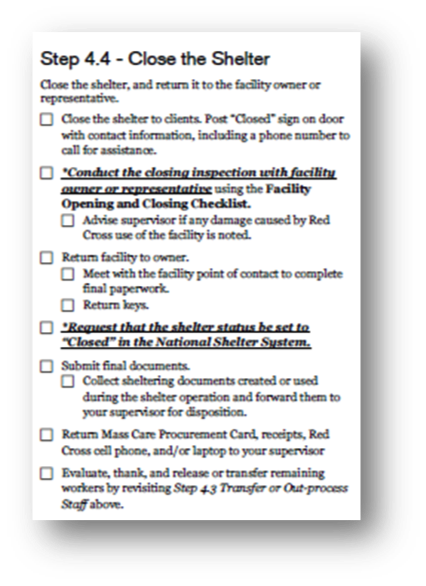 Step 4.4 - Close the Shelter
Close the shelter, and return it to the facility owner or
representative.
Close the shelter to clients. Post "Closed" sign on door
with contact information, including a phone number to
call for assistance.
*Conduct the closing inspection with facility
owner or representative using the Facility
Opening and Closing Checklist.
Advise supervisor if any damage caused by Red
Cross use of the facility is noted.
Return facility to owner.
Meet with the facility point of contact to complete
final paperwork.
Return keys.
*Request that the shelter status be set to
"Closed" in the National Shelter System.
Submit final documents.
Collect sheltering documents created or used
during the shelter operation and forward them to
your supervisor for disposition.
Return Mass Care Procurement Card, receipts, Red
Cross cell phone, and/or laptop to your supervisor
Evaluate, thank, and release or transfer remaining
workers by revisiting Step 4.3 Transfer or Out-process
Staff above.